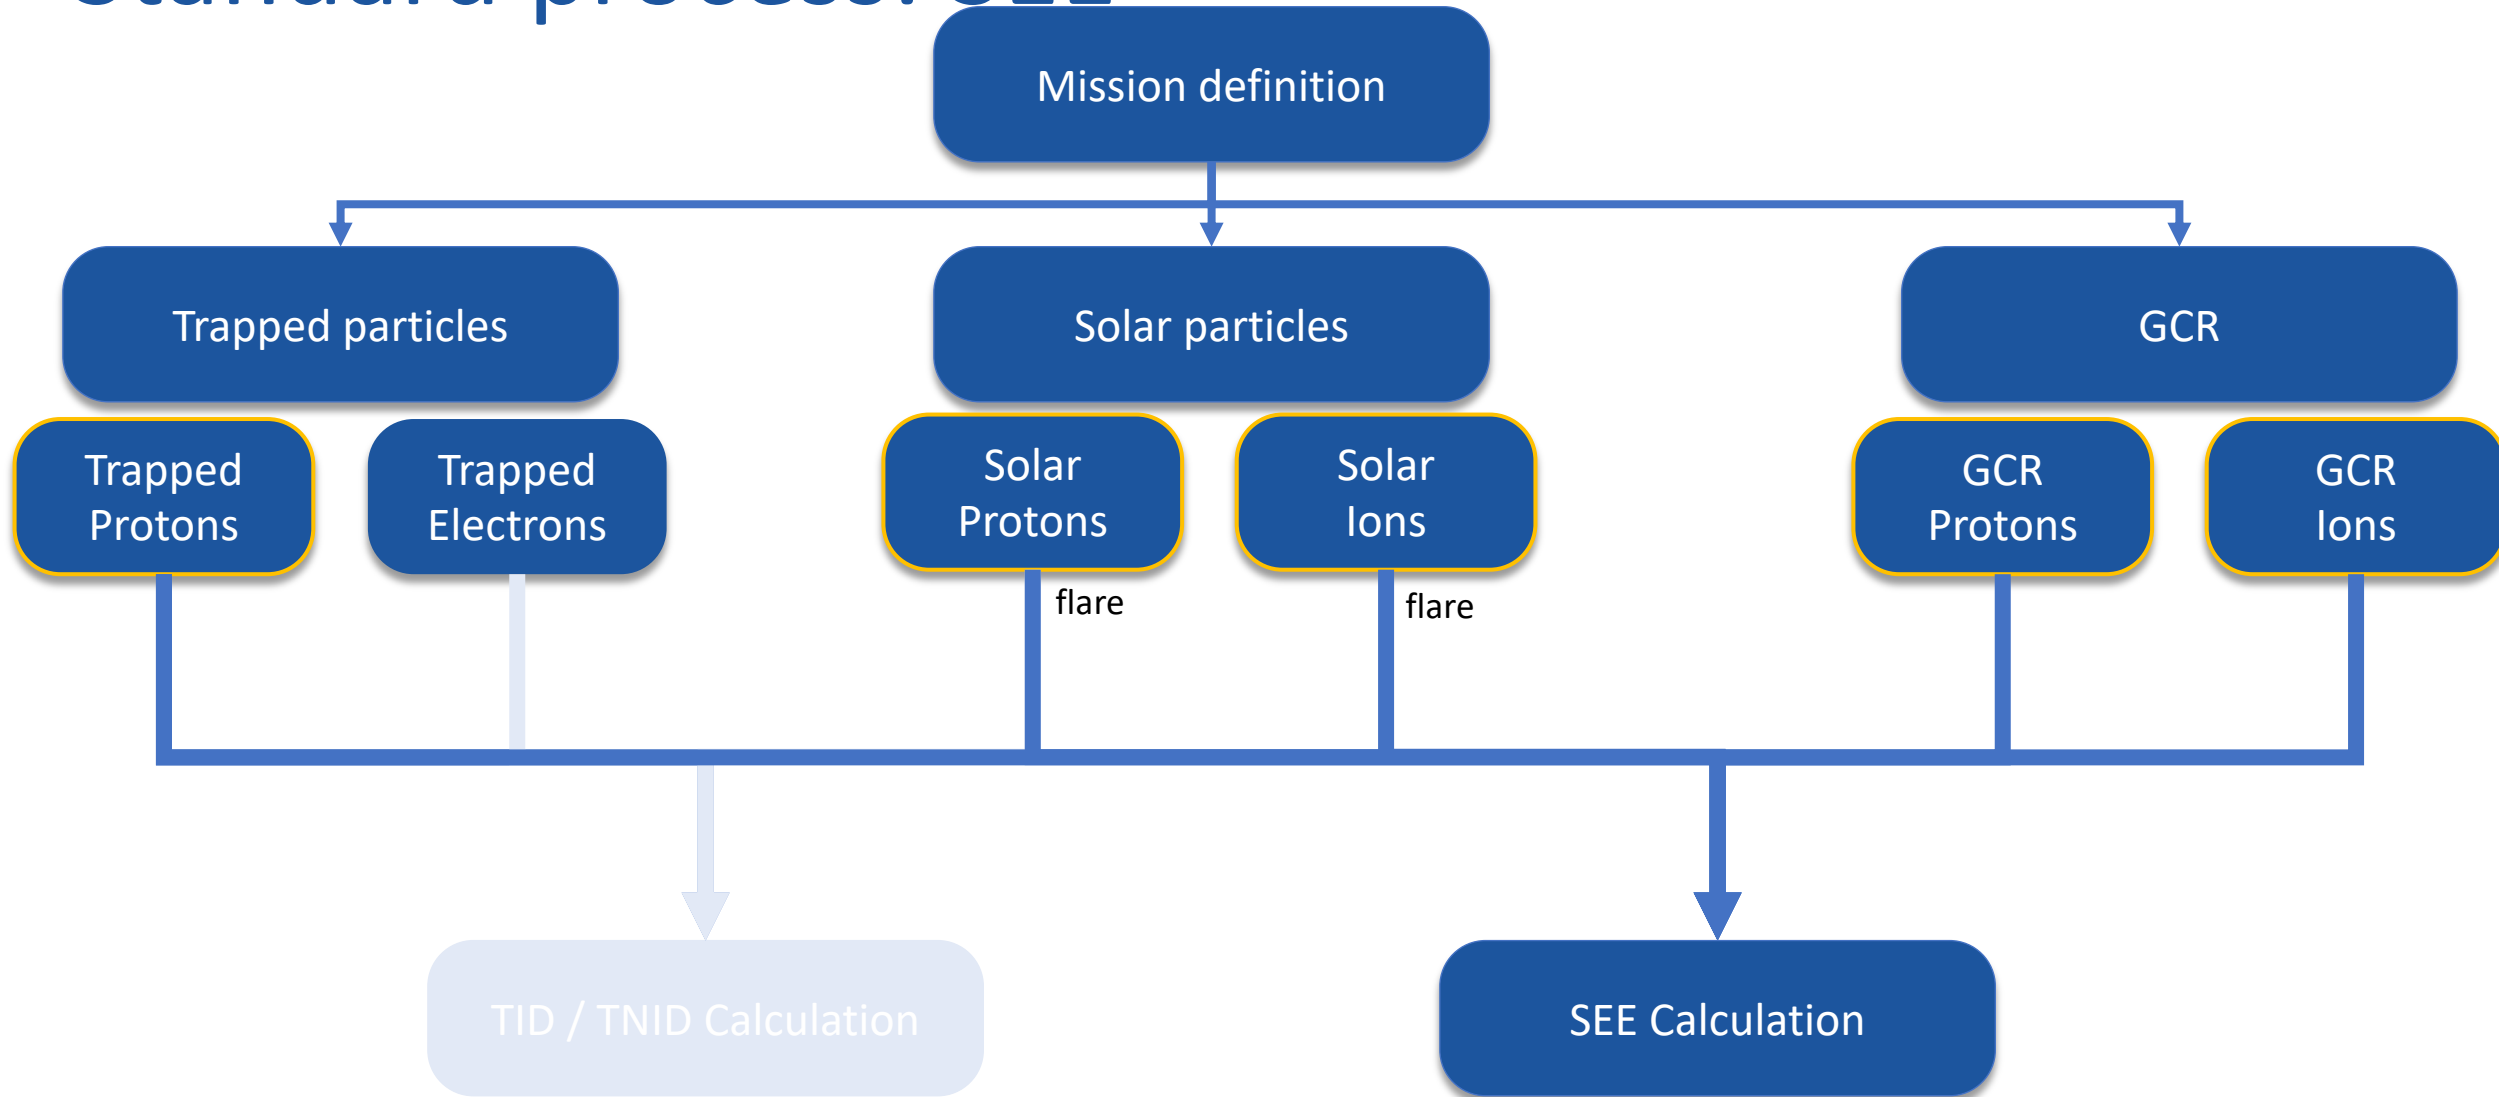 Mission definition
Trapped particles
Solar particles
GCR
Trapped
Protons
Trapped
Electrons
Solar
Protons
Solar
Ions
GCR
Protons
GCR
Ions
flare
flare
TID / TNID Calculation
SEE Calculation